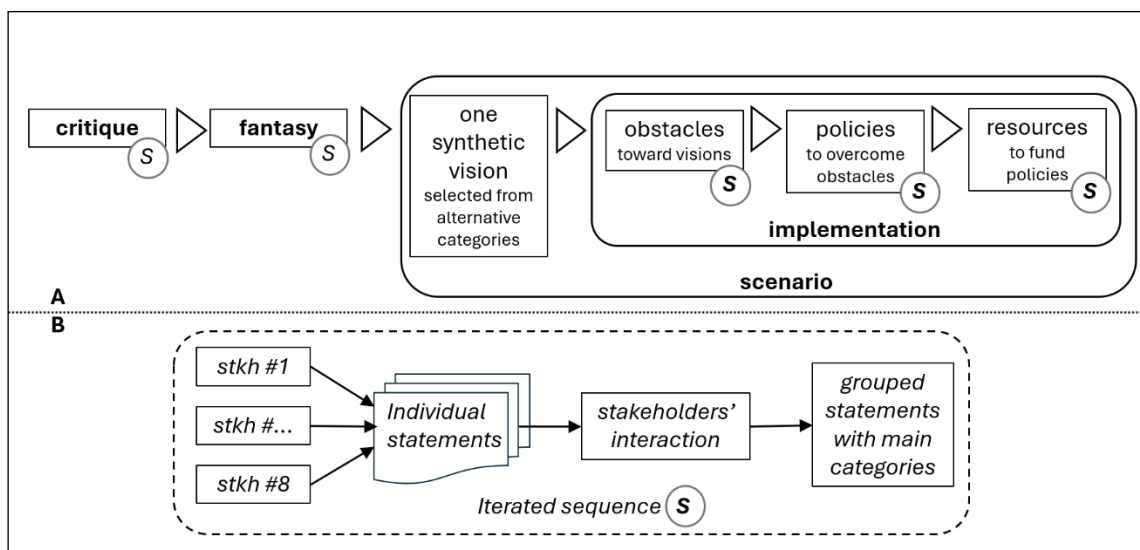 critique
S
fantasy
S
one
synthetic
vision
selected from
alternative
categories
obstacles
toward visions
S
policies
to overcome
obstacles
S
resources
to fund
policies
S
implementation
scenario
A
B
stkh #1
stkh #...
stkh #8
Individual
statements
stakeholders'
interaction
grouped
statements
with main
categories
Iterated sequence S